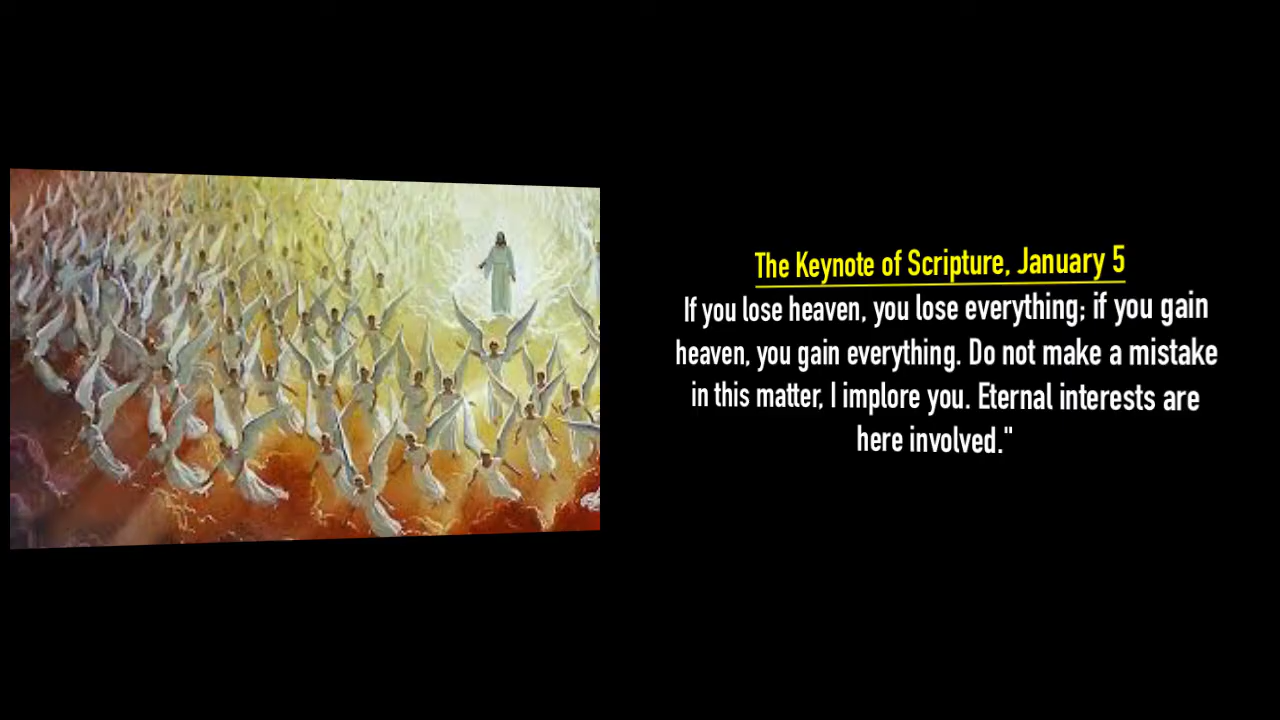 The Keynote of Scripture, January 5
If you lose heaven, you lose everything; if you gain
heaven, you gain everything. Do not make a mistake
in this matter, I implore you. Eternal interests are
here involved."